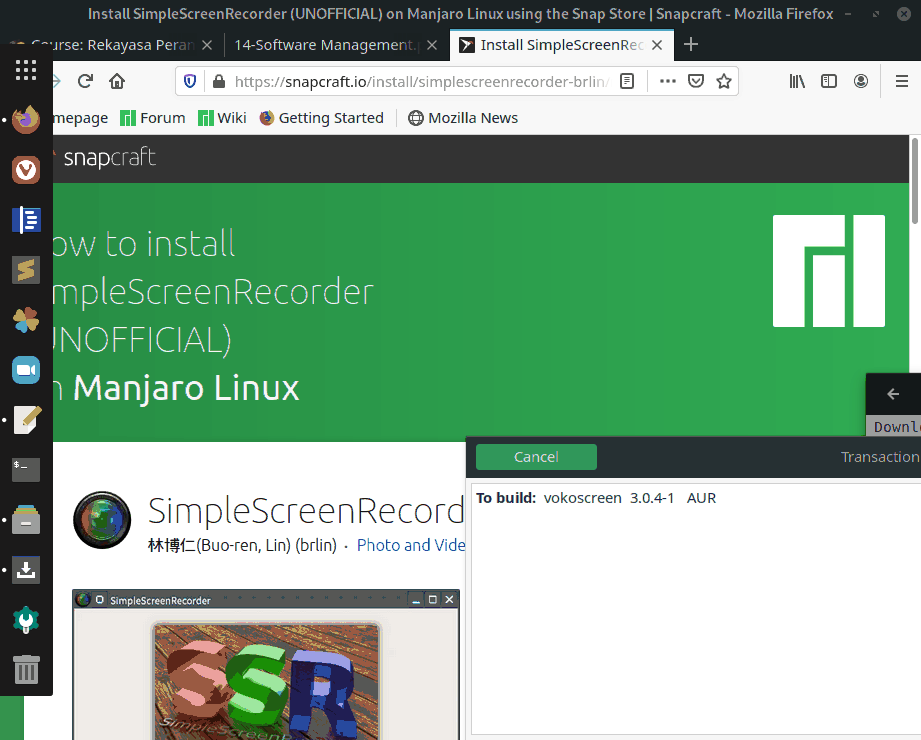 Install SimpleScreenRecorder (UNOFFICIAL) on Manjaro Linux using the Snap Store | Snapcraft - Mozilla Firefox
Course: Rekayasa Peran
14-Software Management.
Install SimpleScreenRec
https://snapcraft.io/install/simplescreenrecorder-brlin/
mepage
Forum
Wiki
Getting Started
Mozilla News
snapcraft
ow to install
mpleScreenRecorder
UNOFFICIAL)
n Manjaro Linux
Downl
Cancel
Transaction
To build: vokoscreen 3.0.4-1 AUR
SimpleScreenRecord
林博仁(Buo-ren, Lin) (brlin) · Photo and Vide
SimpleScreenRecorder
SSR